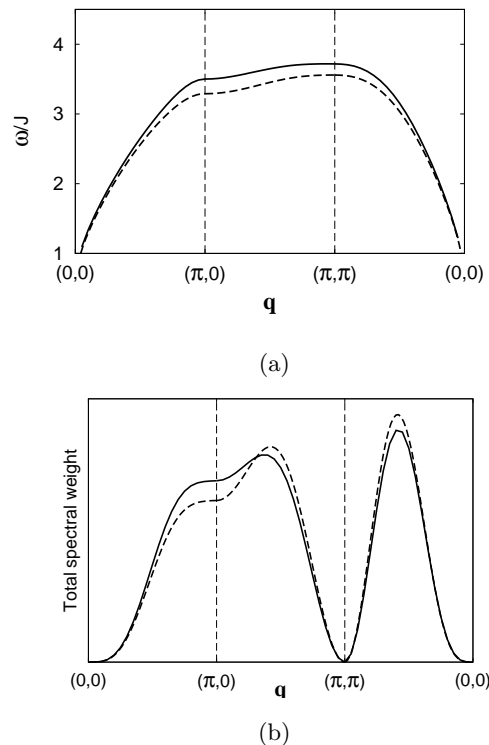 4
3
2
1
ω/J
(0,0)
(π,0)
(π,π)
(0,0)
q
(a)
Total spectral weight
(0,0)
(π,0)
(π,π)
(0,0)
q
(b)